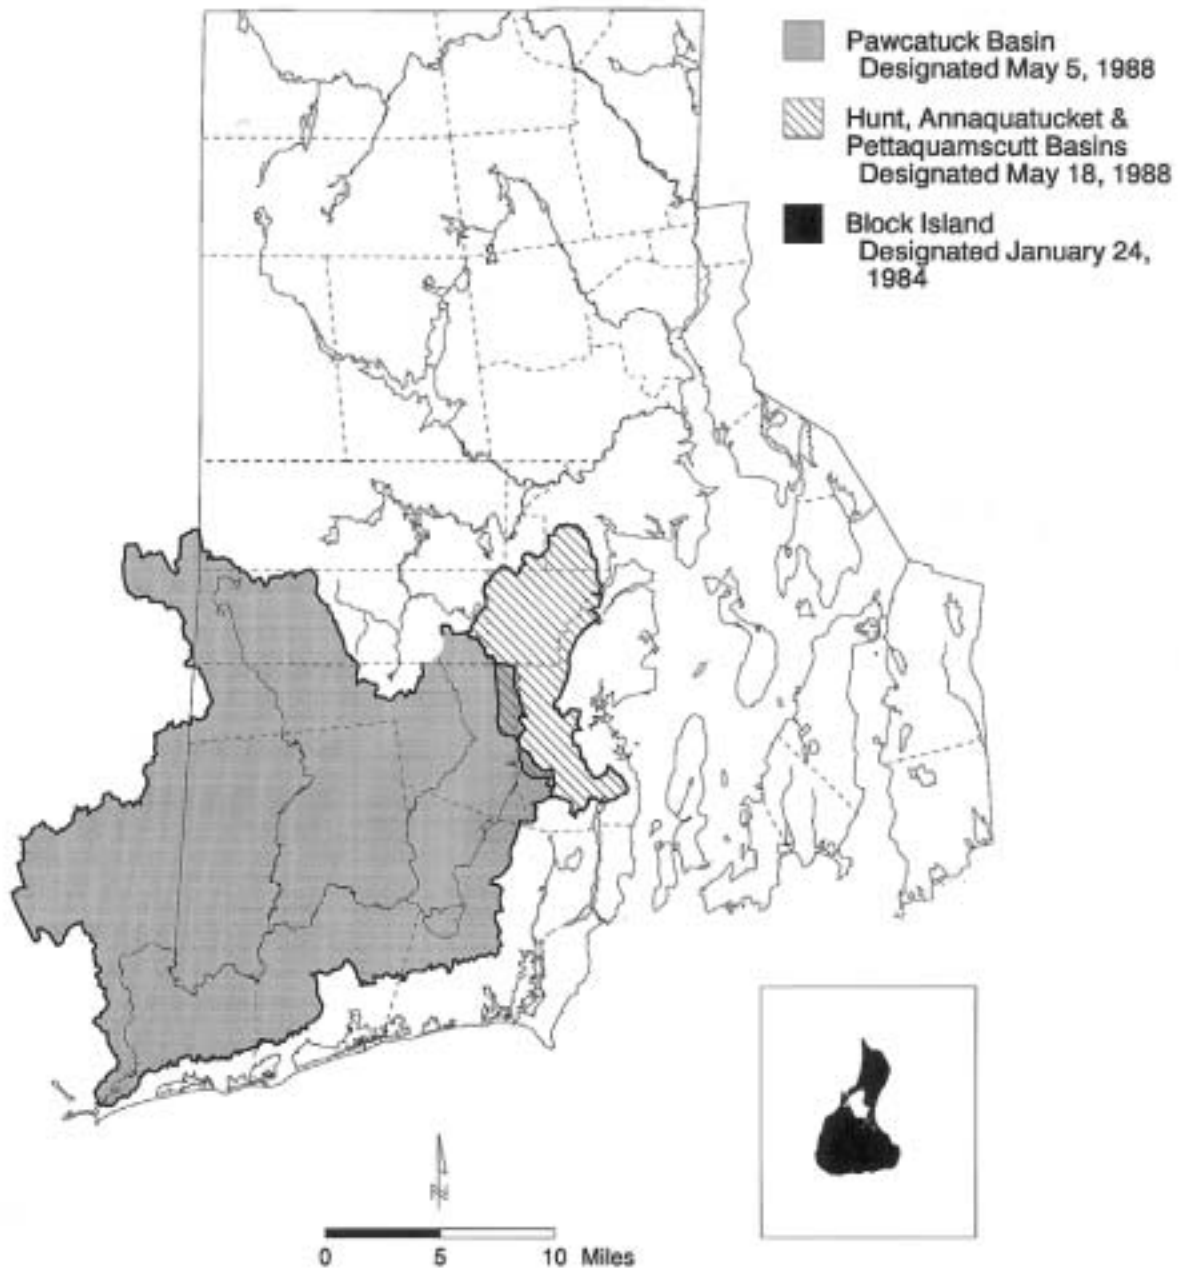 Pawcatuck Basin
Designated May 5, 1988
Hunt, Annaquatucket &
Pettaquamscutt Basins
Designated May 18, 1988
Block Island
Designated January 24,
1984
N
0 5 10 Miles